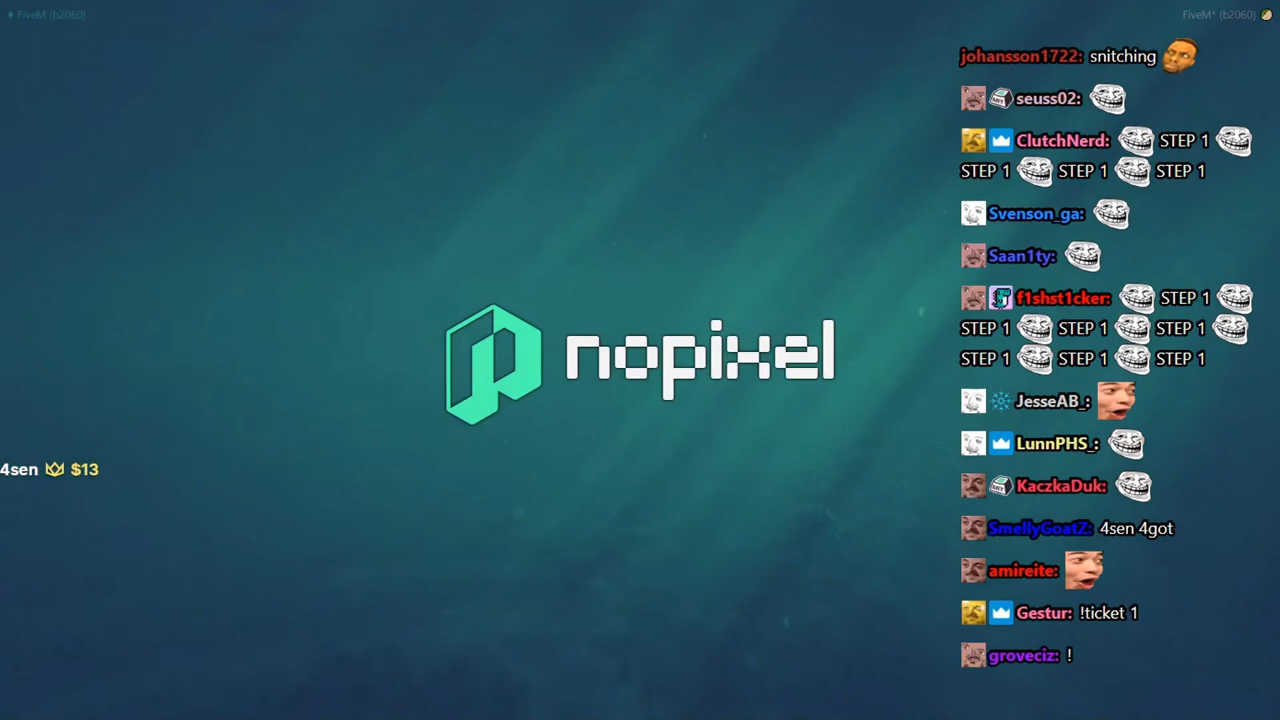 FiveM (b2060)
FiveM* (b2060)
johansson1722: snitching
seuss02:
ClutchNerd: STEP 1
STEP 1 STEP 1 STEP 1
Svenson_ga:
Saan1ty:
f1shst1cker: STEP 1
STEP 1 STEP 1 STEP 1
STEP 1 STEP 1 STEP 1
JesseAB_:
LunnPHS_:
KaczkaDuk:
SmellyGoatZ: 4sen 4got
amireite:
Gestur: !ticket 1
groveciz: !
nopixel
4sen $13